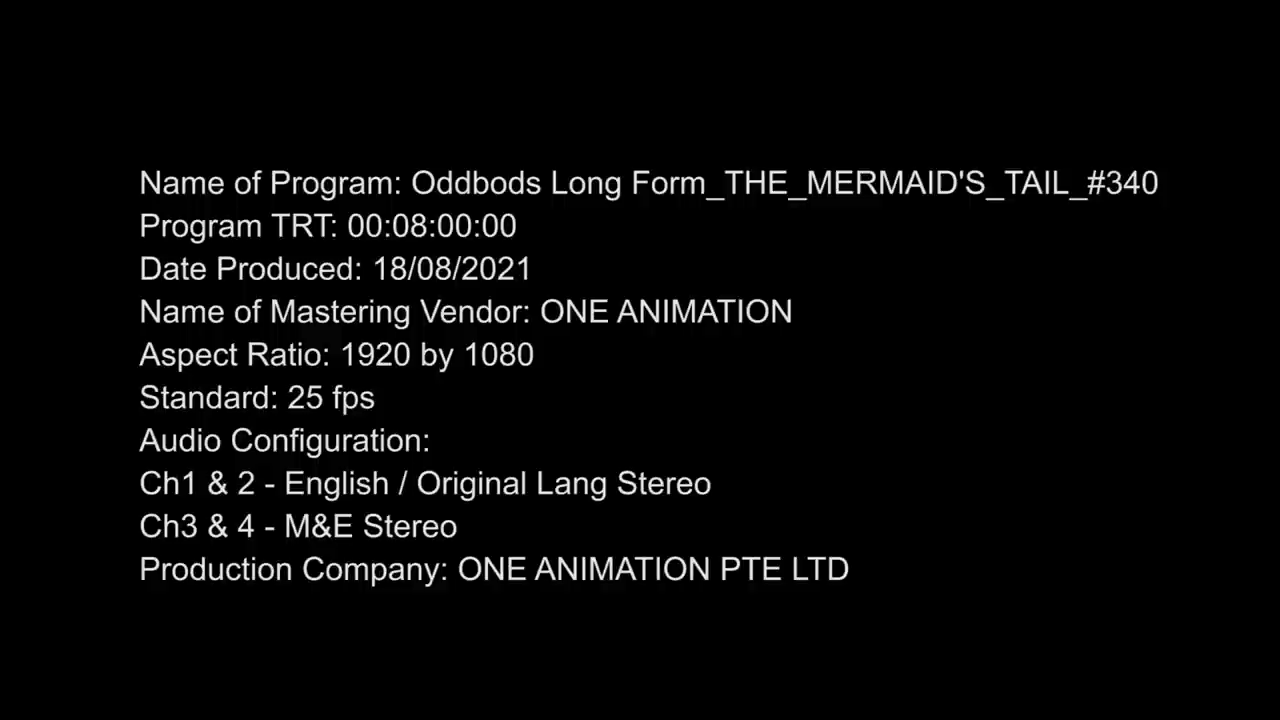 Name of Program: Oddbods Long Form_THE_MERMAID'S_TAIL_#340
Program TRT: 00:08:00:00
Date Produced: 18/08/2021
Name of Mastering Vendor: ONE ANIMATION
Aspect Ratio: 1920 by 1080
Standard: 25 fps
Audio Configuration:
Ch1 & 2 - English / Original Lang Stereo
Ch3 & 4 - M&E Stereo
Production Company: ONE ANIMATION PTE LTD